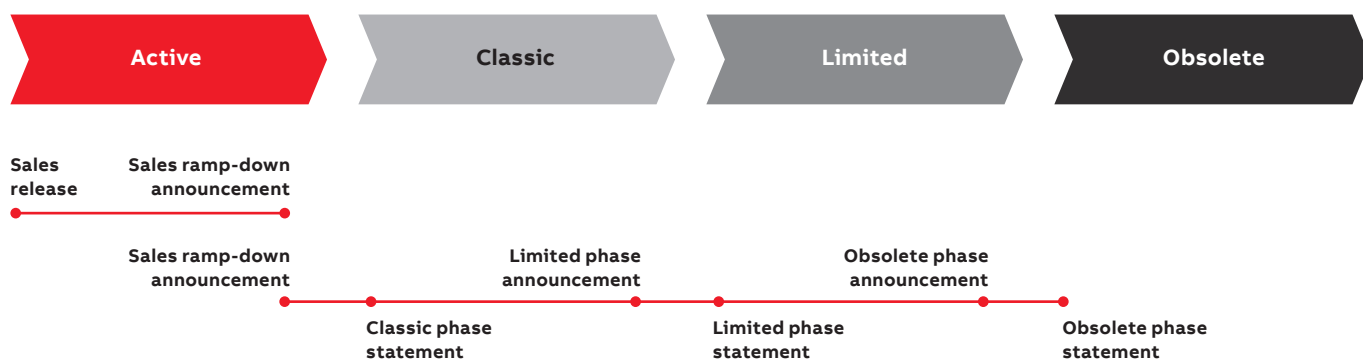 Active
Classic
Limited
Obsolete
Sales
release
Sales ramp-down
announcement
Sales ramp-down
announcement
Limited phase
announcement
Obsolete phase
announcement
Classic phase
statement
Limited phase
statement
Obsolete phase
statement